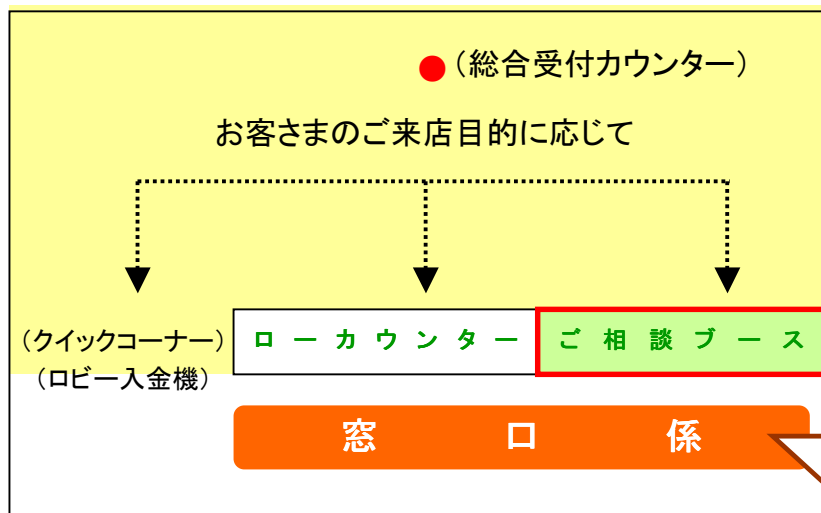 ●(総合受付カウンター)
お客さまのご来店目的に応じて
(クイックコーナー)
ローカウンター
ご相談ブース
(ロビー入金機)
窓口係